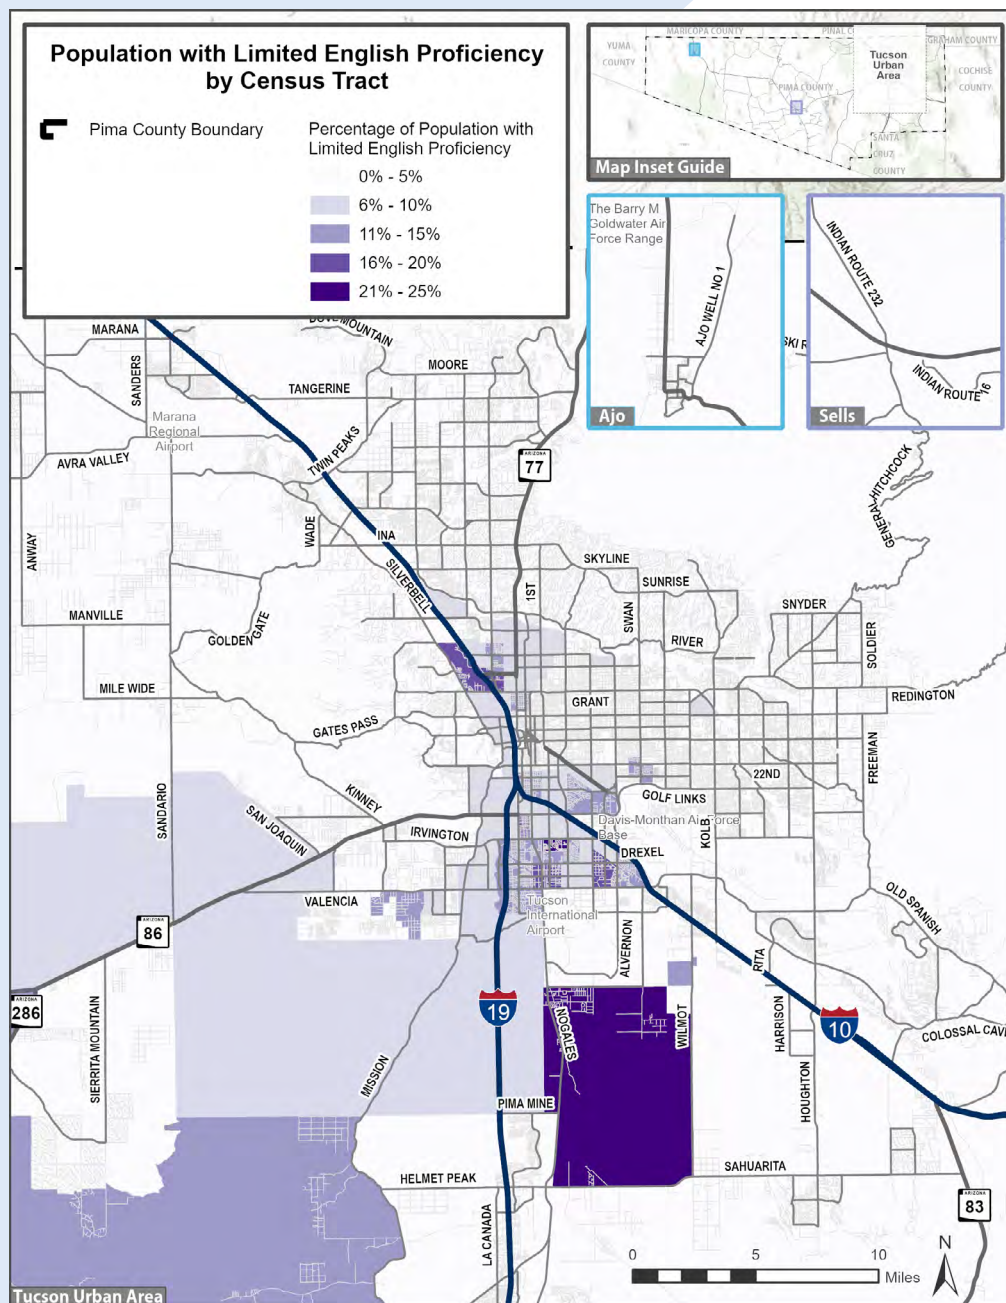 Population with Limited English Proficiency
by Census Tract
Pima County Boundary
Percentage of Population with
Limited English Proficiency
0% - 5%
6% - 10%
11% - 15%
16% - 20%
21% - 25%
MARICOPA COUNTY
YUMA
COUNTY
GRAHAM COUNTY
Tucson
Urban
Area
COCHISE
COUNTY
PIMA COUNTY
SANTA
CRUZ
COUNTY
Map Inset Guide
The Barry M
Goldwater Air
Force Range
AJO WELL NO 1
Ajo
INDIAN ROUTE 232
INDIAN ROUTE 16
Sells
MARANA
SANDERS
MOORE
TANGERINE
Marana
Regional
Airport
TWIN PEAKS
AVRA VALLEY
ARIZONA
77
GENERAL HITCHCOCK
ANWAY
WADE
INA
SILVERBELL
1ST
SKYLINE
SUNRISE
SWAN
RIVER
SNYDER
SOLDIER
MANVILLE
GOLDEN GATE
MILE WIDE
GRANT
REDINGTON
GATES PASS
FREEMAN
22ND
KINNEY
SANDARIO
SAN JOAQUIN
GOLF LINKS
Davis-Monthan Air Force
Base
KOLB
IRVINGTON
DREXEL
VALENCIA
Tucson
International
Airport
OLD SPANISH
ARIZONA
86
ALVERNON
RITA
ARIZONA
286
SIERRITA MOUNTAIN
19
NOGALES
WILMOT
HARRISON
10
COLOSSAL CAV
MISSION
HOUGHTON
PIMA MINE
HELMET PEAK
SAHUARITA
LA CANADA
ARIZONA
83
0
5
10
Miles
N
Tucson Urban Area